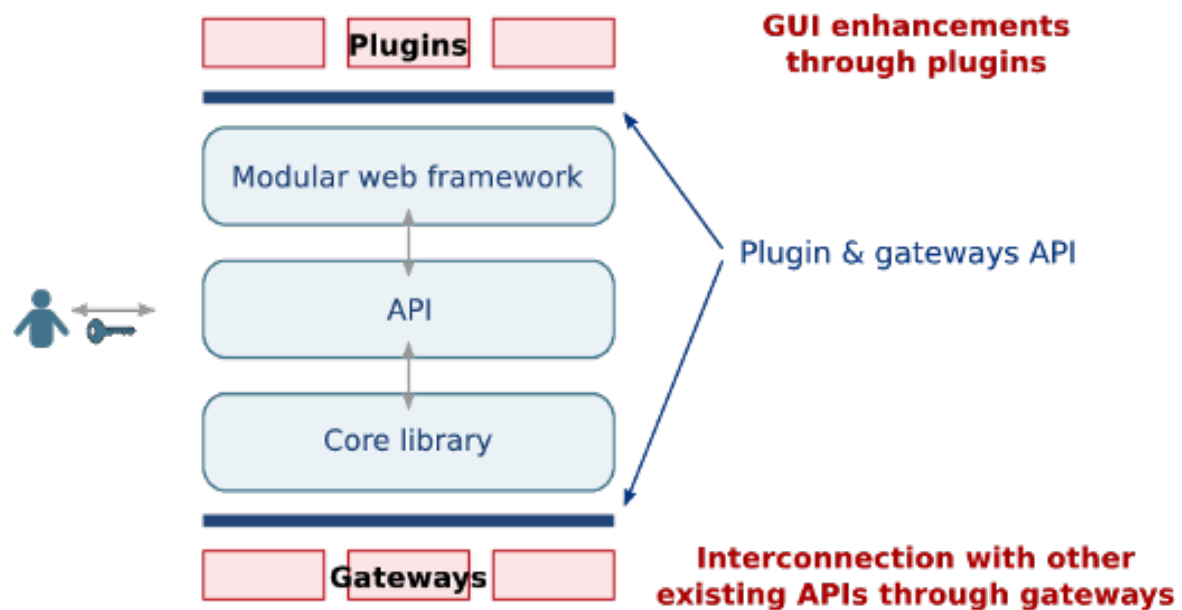 Plugins
GUI enhancements
through plugins
Modular web framework
Plugin & gateways API
API
Core library
Gateways
Interconnection with other
existing APIs through gateways